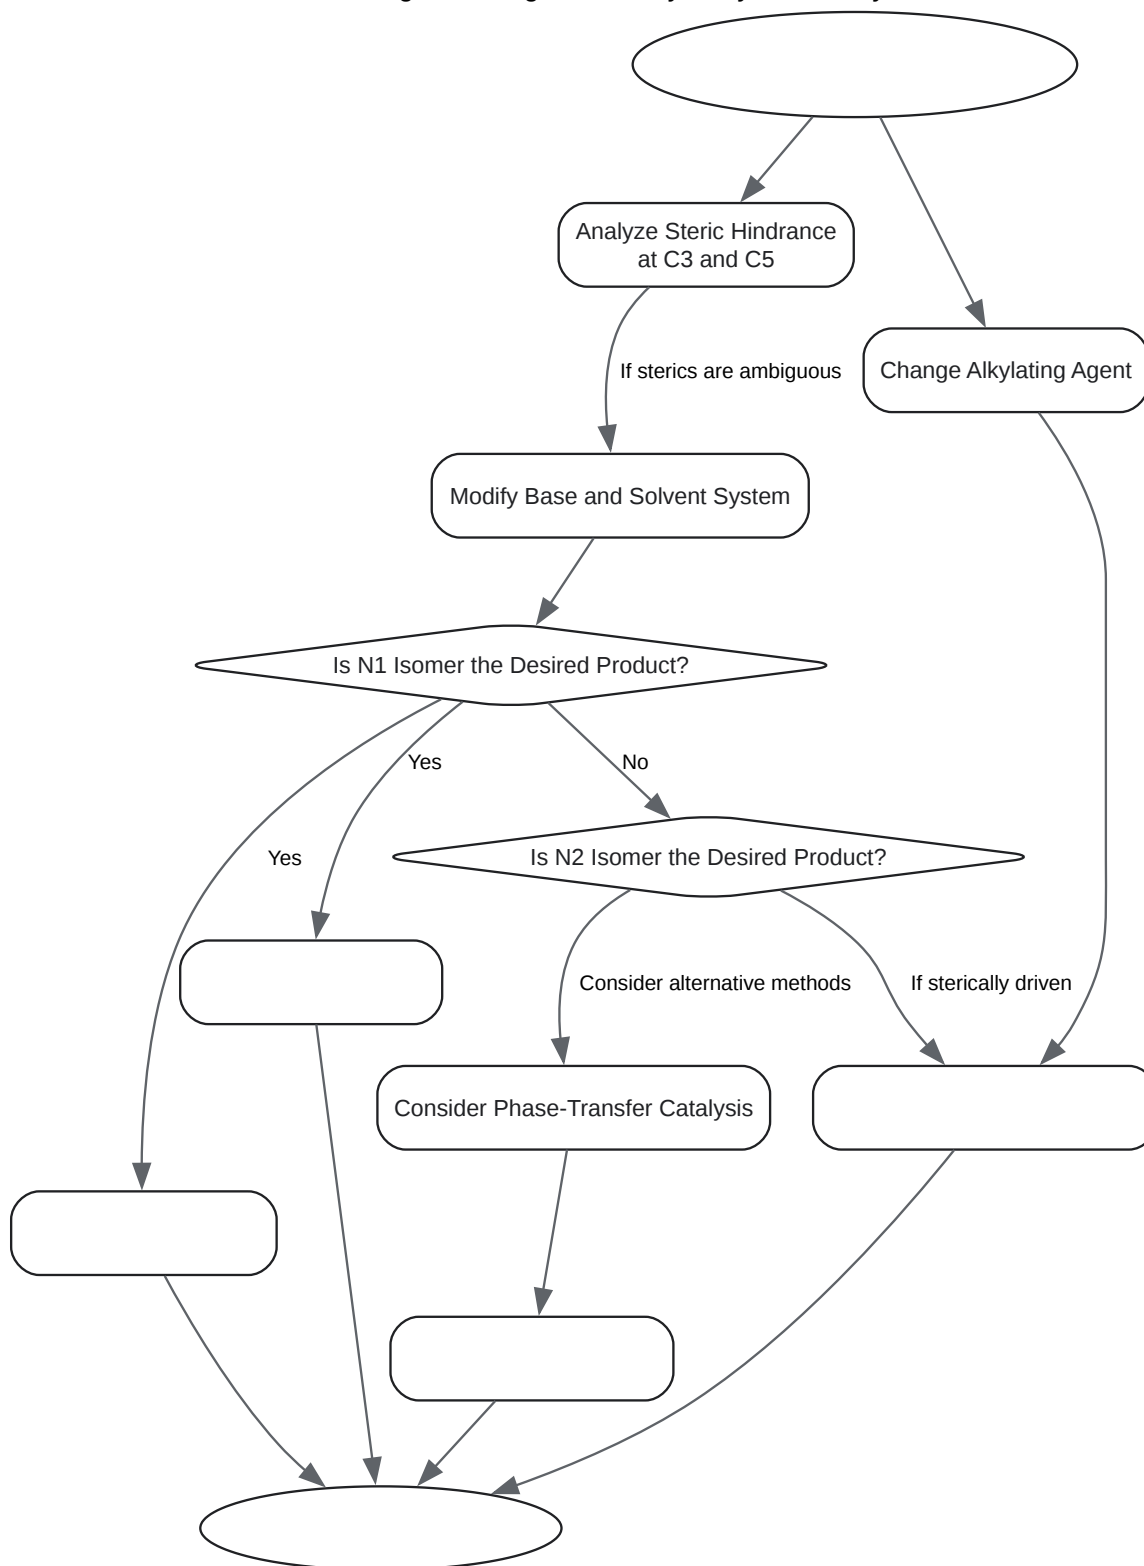 Analyze Steric Hindrance
at C3 and C5
If sterics are ambiguous
Change Alkylating Agent
Modify Base and Solvent System
Is N1 Isomer the Desired Product?
Yes
No
Yes
Is N2 Isomer the Desired Product?
Consider alternative methods
If sterically driven
Consider Phase-Transfer Catalysis